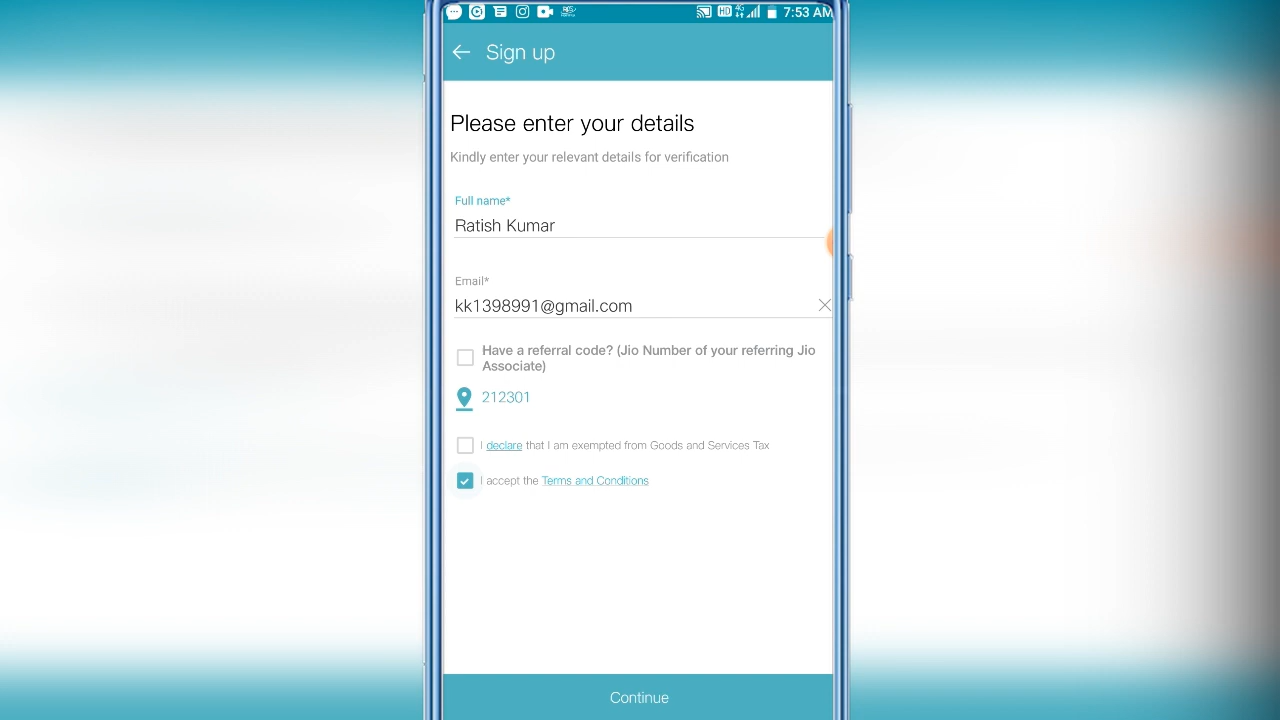 HD 4G 7:53 AM
Sign up
Please enter your details
Kindly enter your relevant details for verification
Full name*
Ratish Kumar
Email*
kk1398991@gmail.com
Have a referral code? (Jio Number of your referring Jio
Associate)
212301
I declare that I am exempted from Goods and Services Tax
I accept the Terms and Conditions
Continue